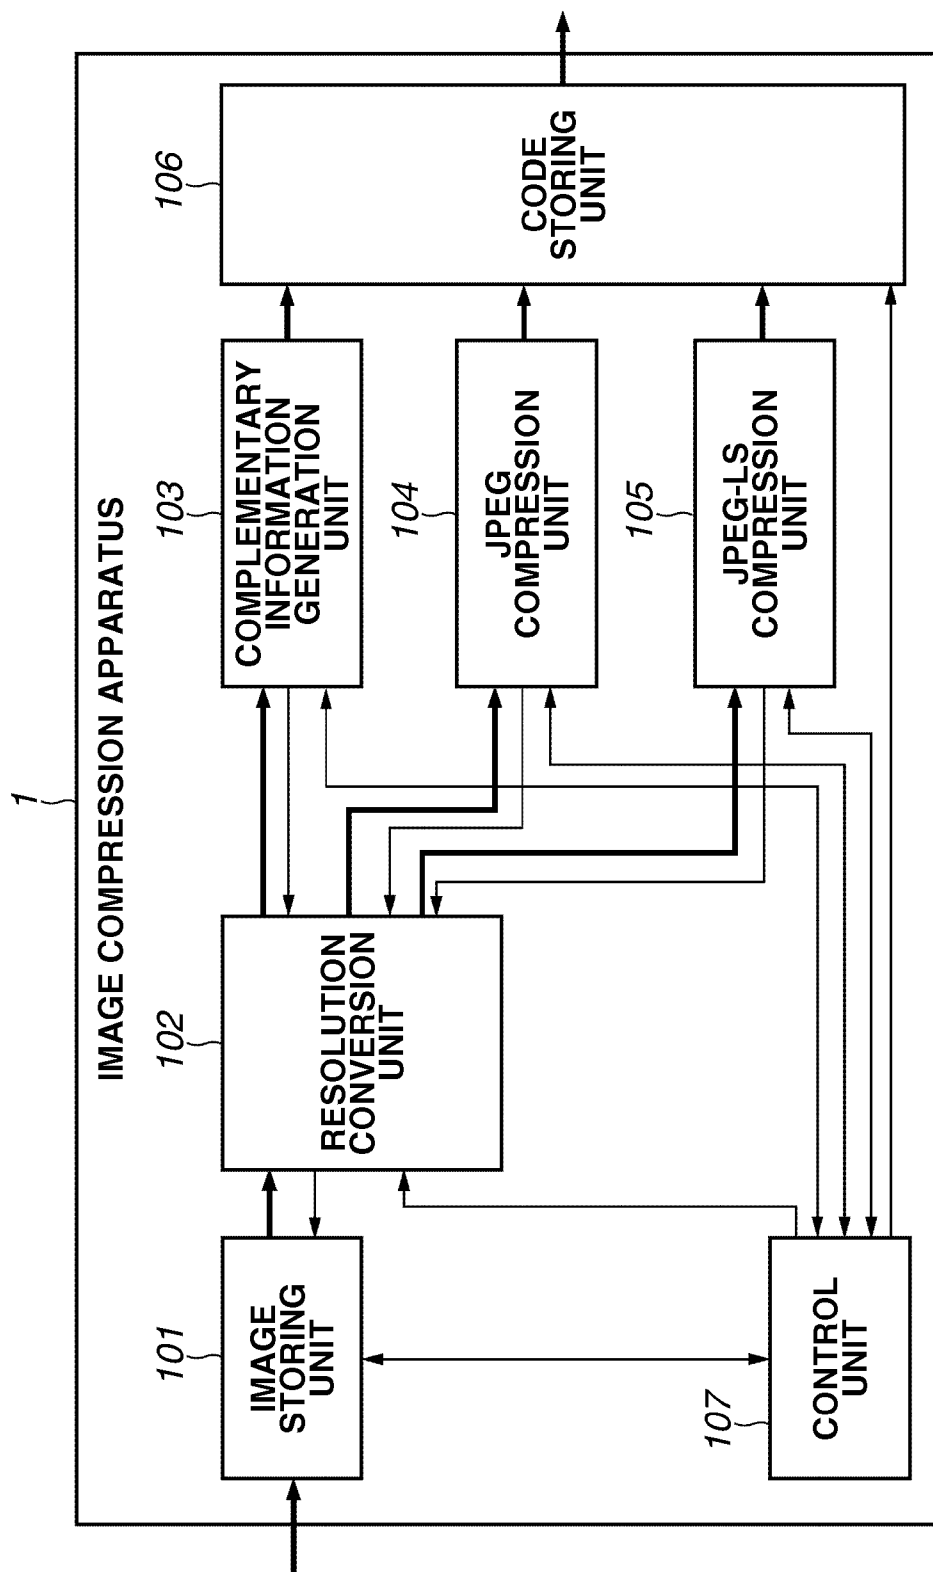 1
IMAGE COMPRESSION APPARATUS
101
IMAGE
STORING
UNIT
102
RESOLUTION
CONVERSION
UNIT
103
COMPLEMENTARY
INFORMATION
GENERATION
UNIT
104
JPEG
COMPRESSION
UNIT
105
JPEG-LS
COMPRESSION
UNIT
106
CODE
STORING
UNIT
107
CONTROL
UNIT